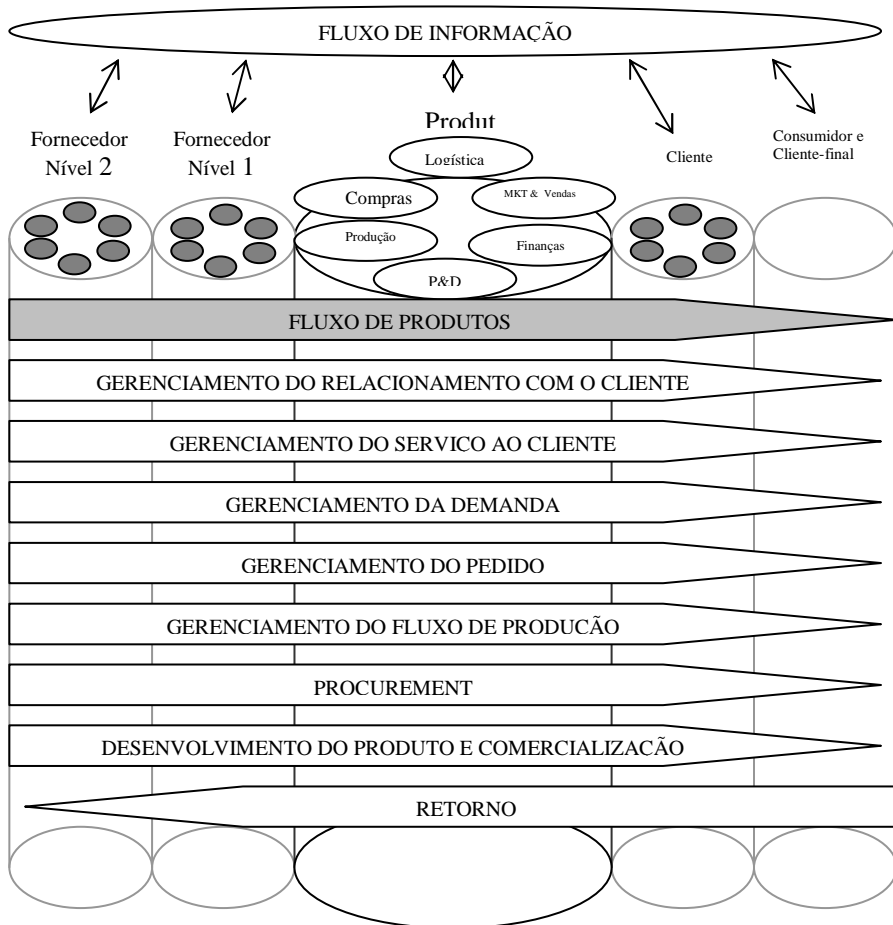 FLUXO DE INFORMAÇÃO
Fornecedor
Nível 2
Fornecedor
Nível 1
Produt
Cliente
Consumidor e
Cliente-final
Logística
Compras
MKT & Vendas
Produção
Finanças
P&D
FLUXO DE PRODUTOS
GERENCIAMENTO DO RELACIONAMENTO COM O CLIENTE
GERENCIAMENTO DO SERVICO AO CLIENTE
GERENCIAMENTO DA DEMANDA
GERENCIAMENTO DO PEDIDO
GERENCIAMENTO DO FLUXO DE PRODUCÃO
PROCUREMENT
DESENVOLVIMENTO DO PRODUTO E COMERCIALIZACÃO
RETORNO